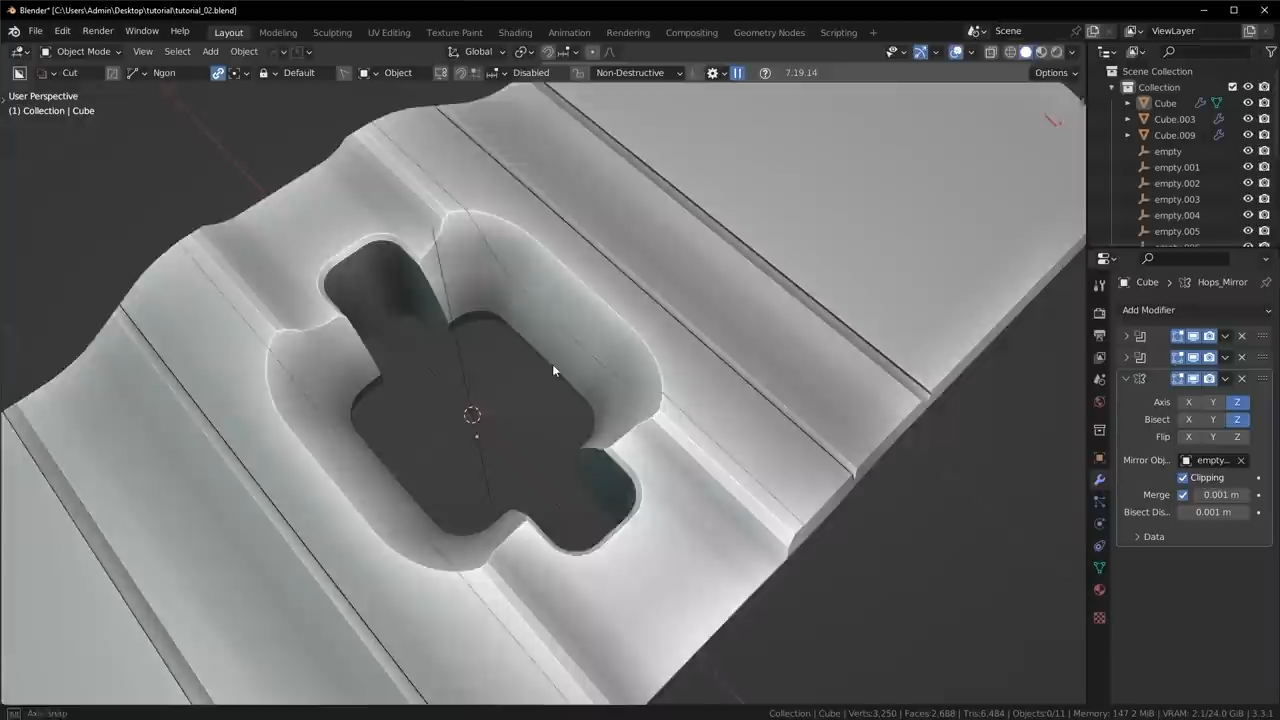 Blender* [C:\Users\Admin\Desktop\tutorial\tutorial_02.blend]
File Edit Render Window Help Layout Modeling Sculpting UV Editing Texture Paint Shading Animation Rendering Compositing Geometry Nodes Scripting Scene ViewLayer
Object Mode View Select Add Object Global
Cut Ngon Default Object Disabled Non-Destructive 7.19.14 Options
User Perspective
(1) Collection | Cube
Scene Collection
Collection
Cube
Cube.003
Cube.009
empty
empty.001
empty.002
empty.003
empty.004
empty.005
Cube > Hops_Mirror
Add Modifier
Axis X Y Z
Bisect X Y Z
Flip X Y Z
Mirror Obj.. empty...
Clipping
Merge 0.001 m
Bisect Dis.. 0.001 m
Data
Axis Snap
Collection | Cube | Verts:3,250 | Faces:2,688 | Tris:6,484 | Objects:0/11 | Memory: 147.2 MiB | VRAM: 2.1/24.0 GiB | 3.3.1